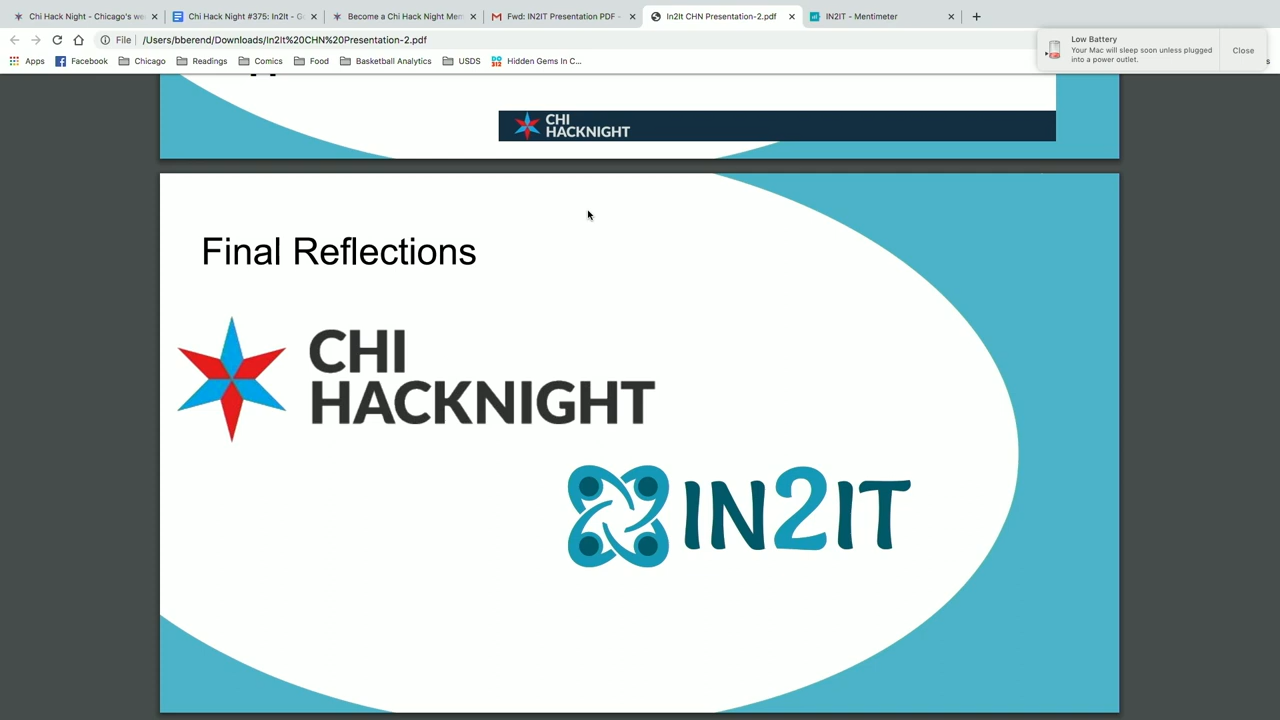 Chi Hack Night - Chicago's we
Chi Hack Night #375: In2It - G
Become a Chi Hack Night Mem
Fwd: IN2IT Presentation PDF -
In2It CHN Presentation-2.pdf
IN2IT - Mentimeter
File
/Users/bberend/Downloads/In2It%20CHN%20Presentation-2.pdf
Low Battery
Your Mac will sleep soon unless plugged
into a power outlet.
Close
Apps
Facebook
Chicago
Readings
Comics
Food
Basketball Analytics
USDS
Hidden Gems In C...
CHI
HACKNIGHT
Final Reflections
CHI
HACKNIGHT
IN2IT